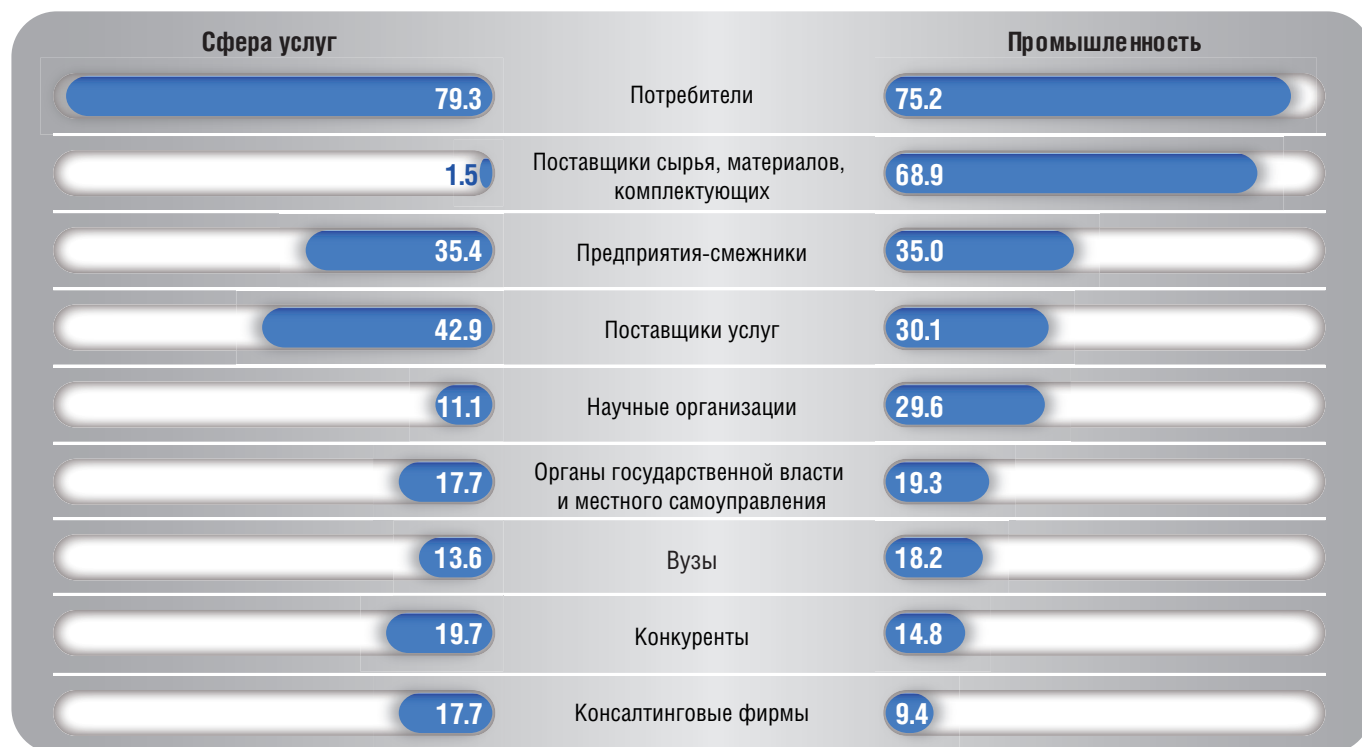 Сфера услуг Промышленность
79.3 Потребители 75.2
1.5 Поставщики сырья, материалов, комплектующих 68.9
35.4 Предприятия-смежники 35.0
42.9 Поставщики услуг 30.1
11.1 Научные организации 29.6
17.7 Органы государственной власти и местного самоуправления 19.3
13.6 Вузы 18.2
19.7 Конкуренты 14.8
17.7 Консалтинговые фирмы 9.4